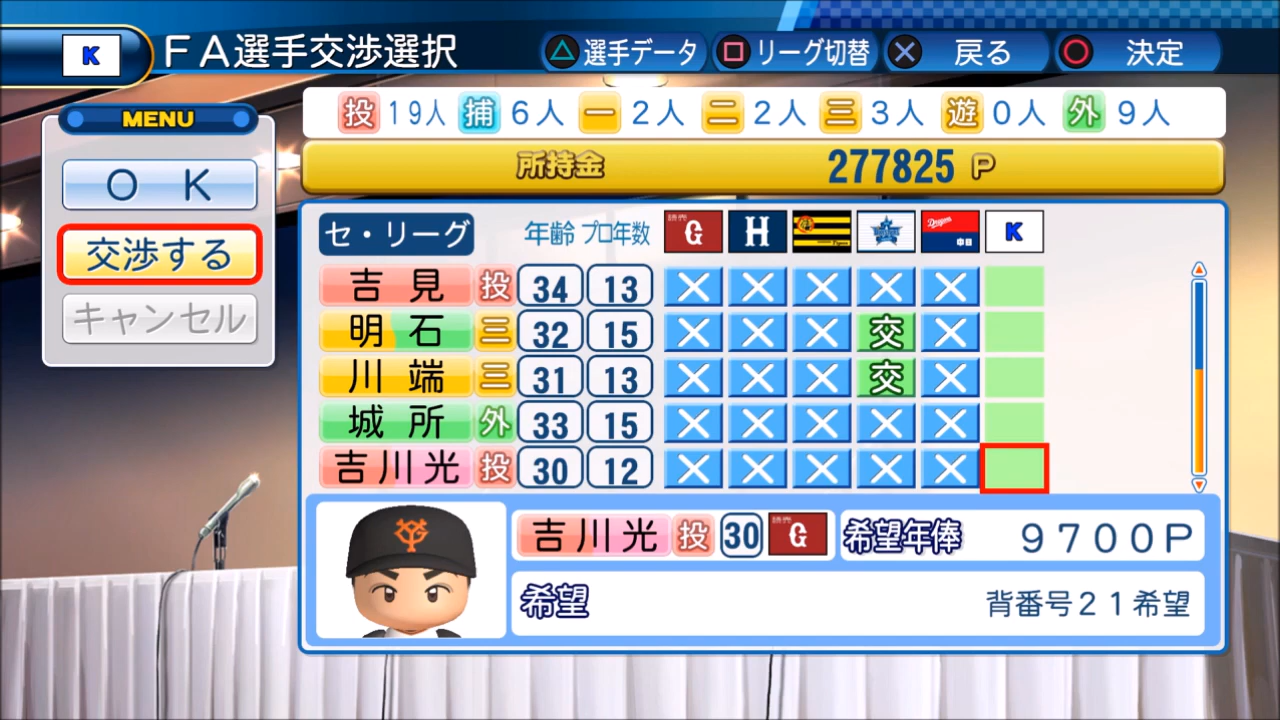 K FA選手交渉選択 △ 選手データ □ リーグ切替 × 戻る ○ 決定
MENU
OK
交渉する
キャンセル
投 19人 捕 6人 一 2人 二 2人 三 3人 遊 0人 外 9人
所持金 277825 P
セ・リーグ 年齢 プロ年数 G H Dragons 中日 K
吉見 投 34 13 × × × × ×
明石 三 32 15 × × × 交 ×
川端 三 31 13 × × × 交 ×
城所 外 33 15 × × × × ×
吉川光 投 30 12 × × × × ×
吉川光 投 30 G 希望年俸 9700P
希望 背番号21希望